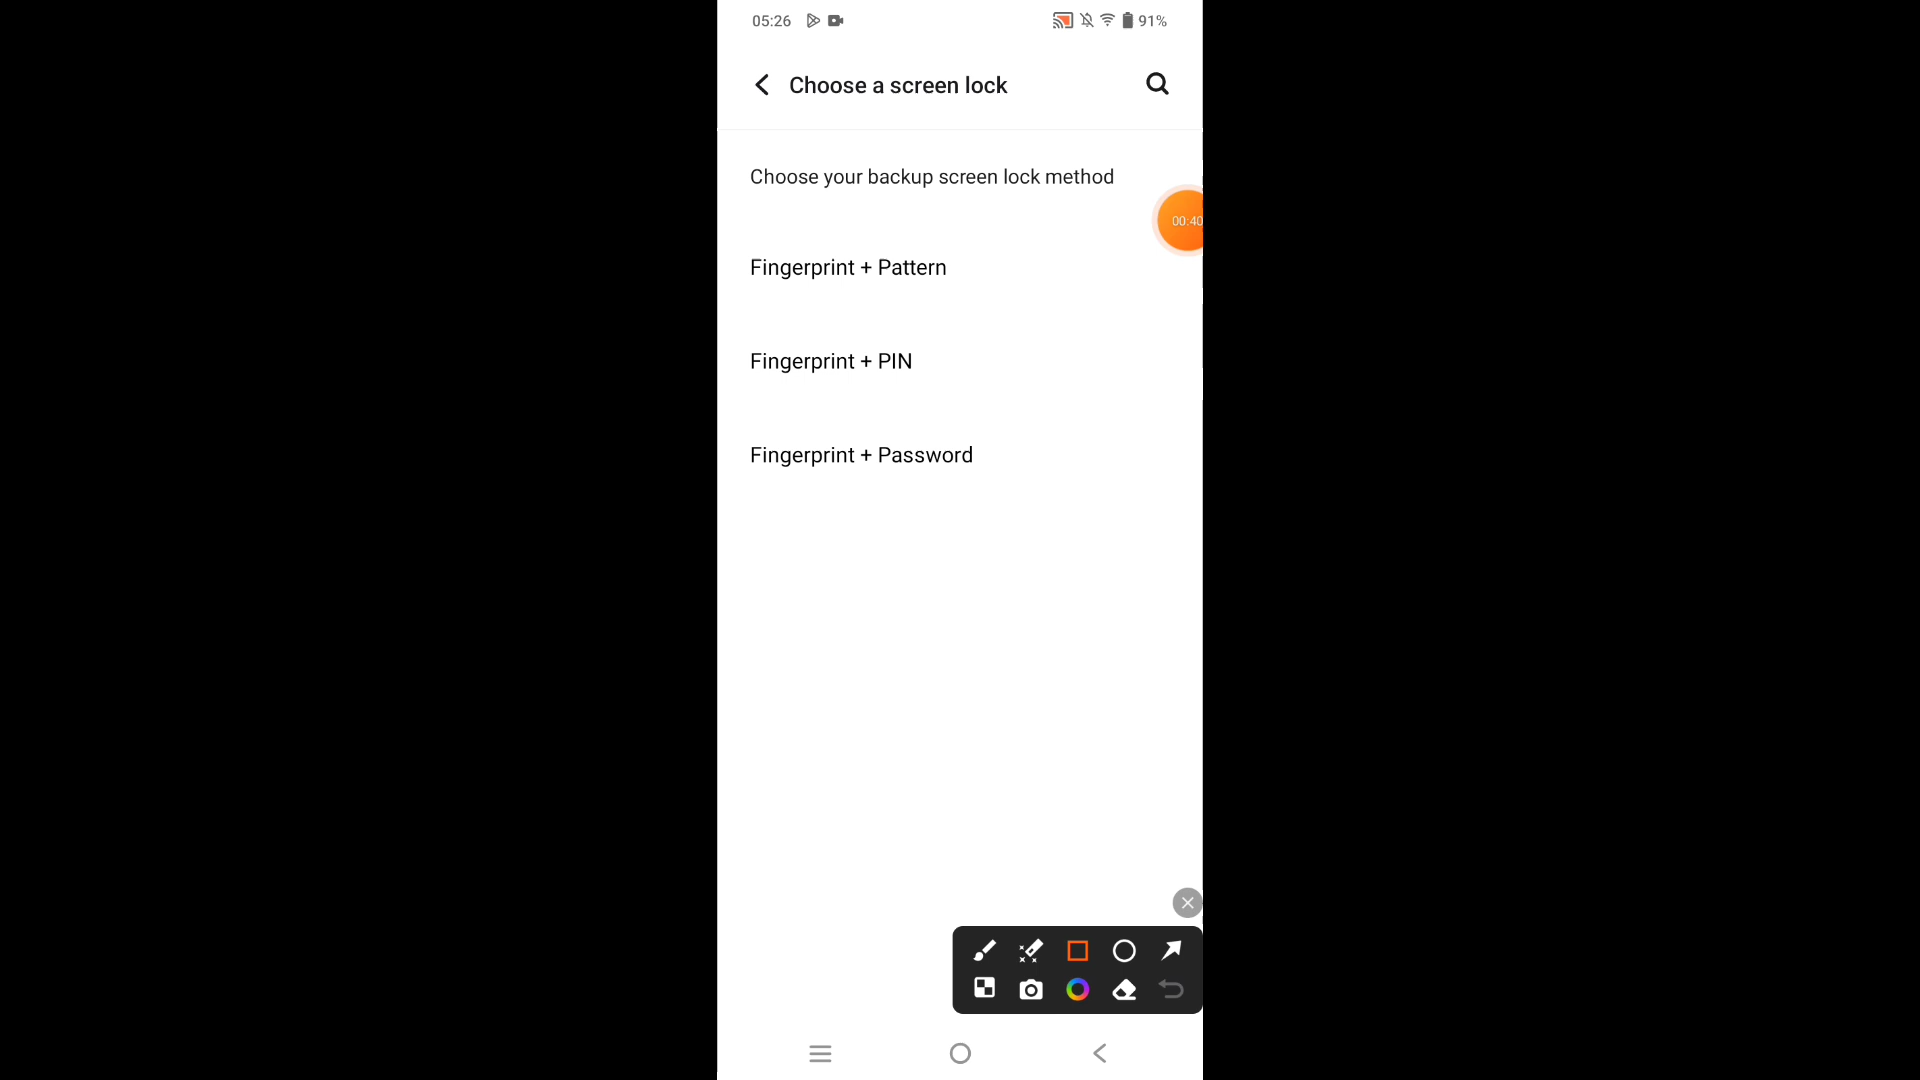 05:26
91%
Choose a screen lock
Choose your backup screen lock method
00:40
Fingerprint + Pattern
Fingerprint + PIN
Fingerprint + Password